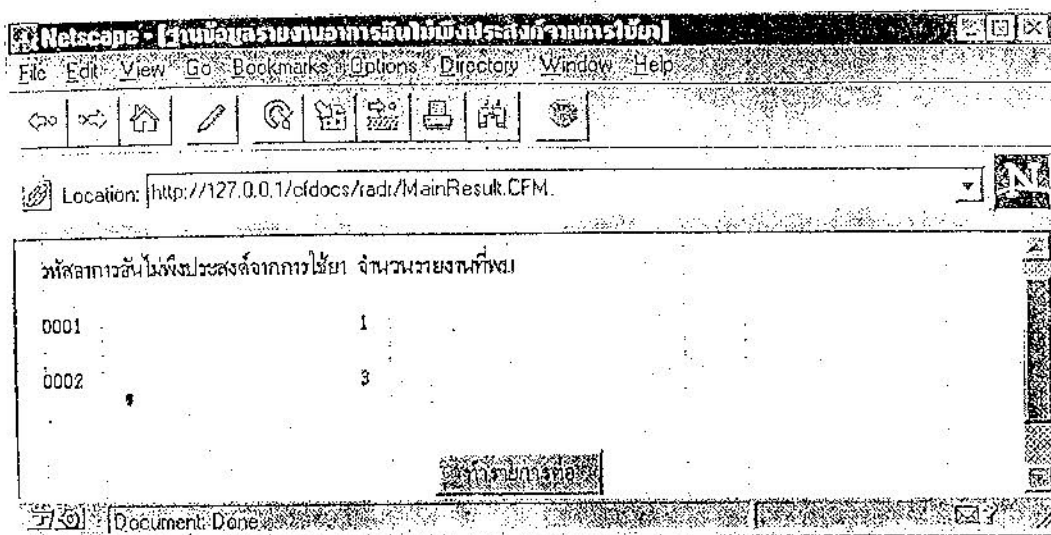 Netscape - [ฐานข้อมูลรายงานอาการอันไม่พึงประสงค์จากการใช้ยา]
File Edit View Go Bookmarks Options Directory Window Help
Location: http://127.0.0.1/cfdocs/radr/MainResult.CFM
N
รหัสอาการอันไม่พึงประสงค์จากการใช้ยา จำนวนรายงานที่พบ
0001 1
0002 3
Document: Done